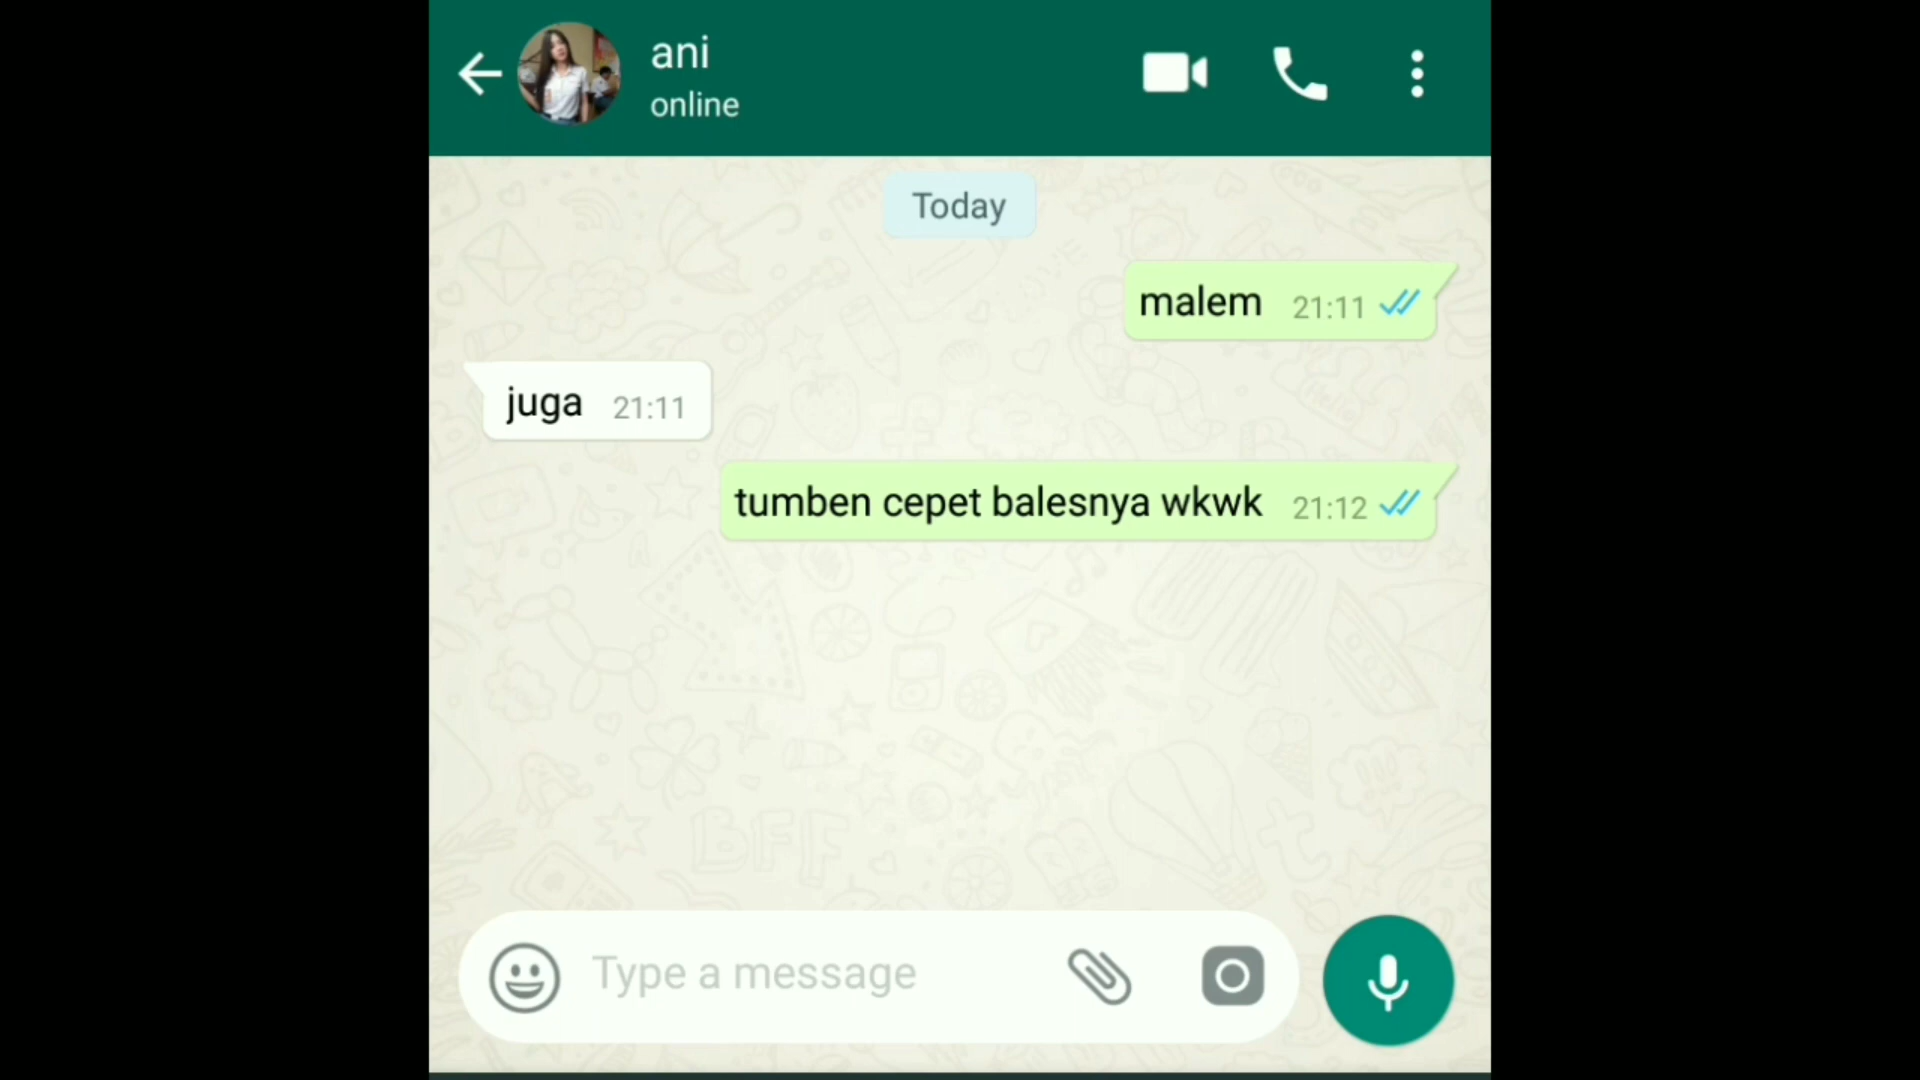 ani
online
Today
malem 21:11
juga 21:11
tumben cepet balesnya wkwk 21:12
Type a message